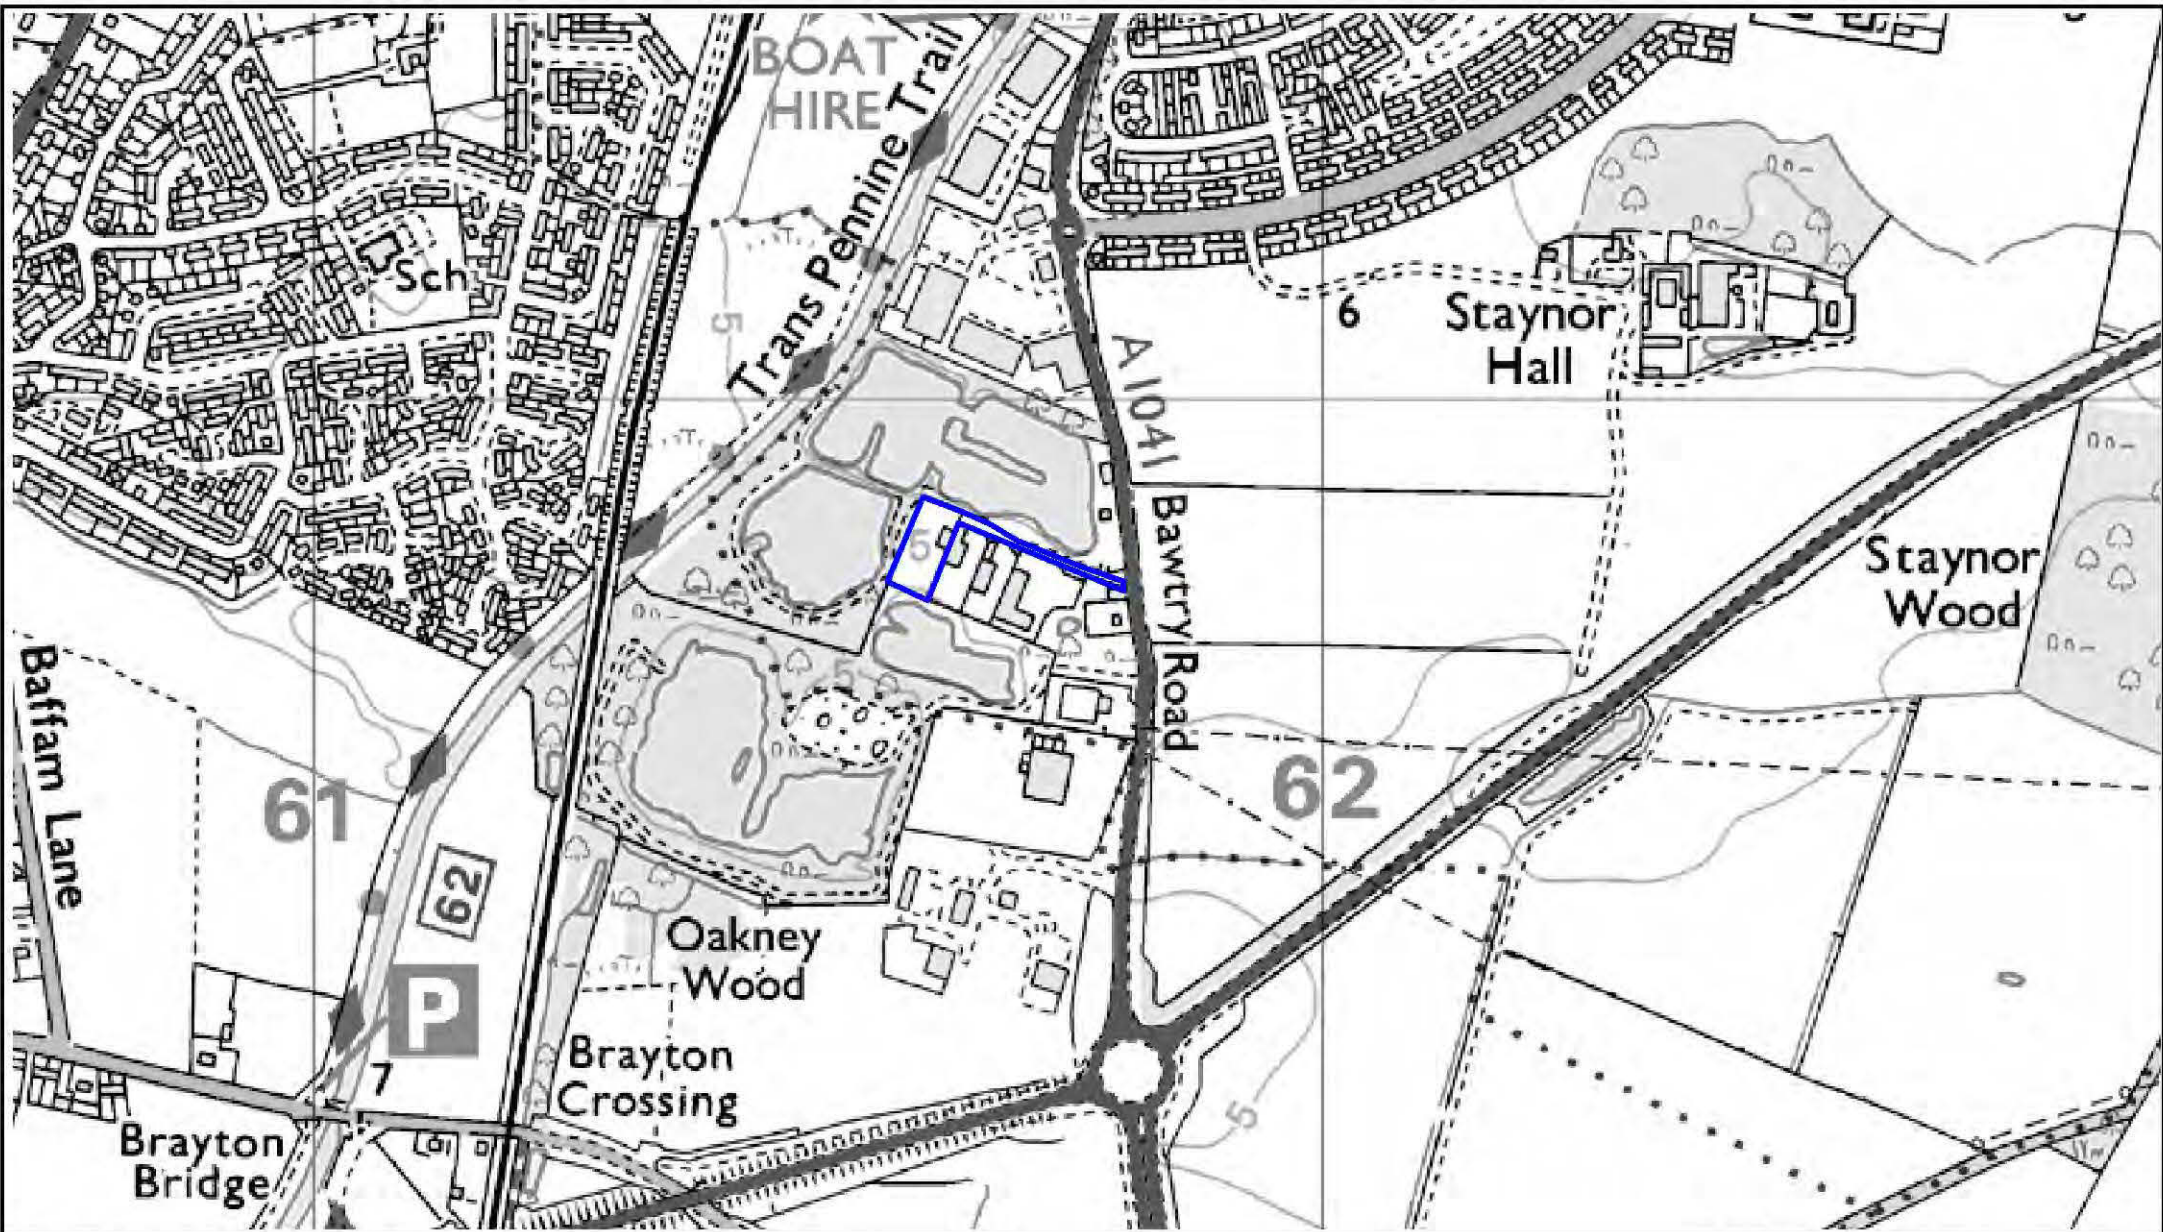 BOAT
HIRE
Trans Pennine Trail
Sch
5
6
Staynor
Hall
A1041
5
Bawtry Road
Staynor
Wood
Baffam Lane
5
61
62
62
Oakney
Wood
P
Brayton
Crossing
7
5
Brayton
Bridge